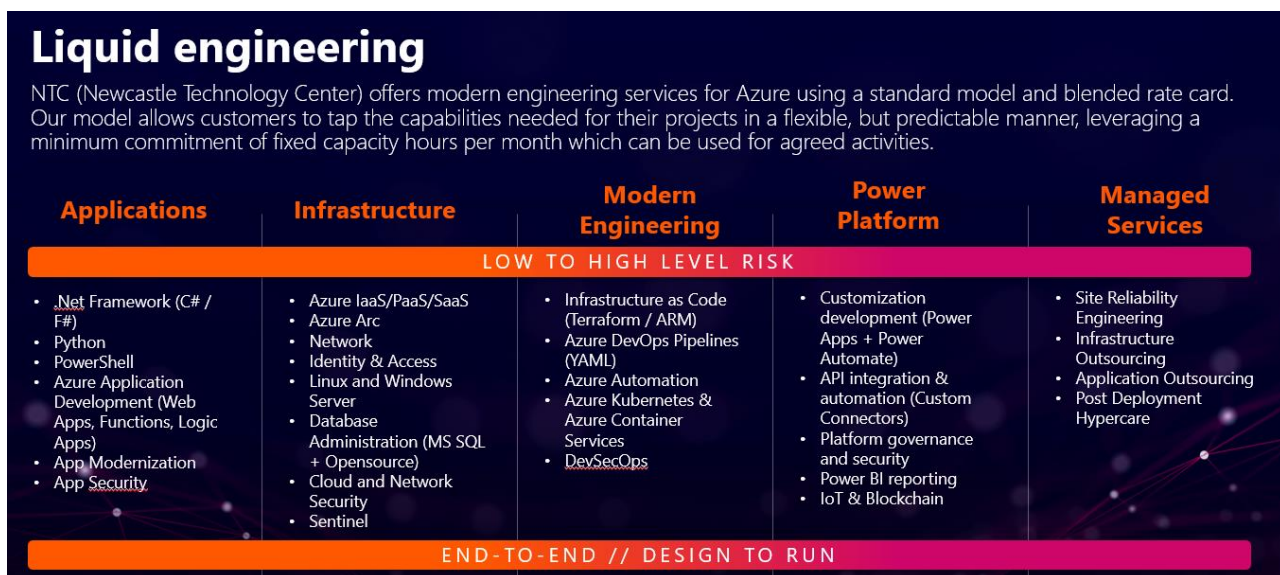 Liquid engineering
NTC (Newcastle Technology Center) offers modern engineering services for Azure using a standard model and blended rate card.
Our model allows customers to tap the capabilities needed for their projects in a flexible, but predictable manner, leveraging a
minimum commitment of fixed capacity hours per month which can be used for agreed activities.
Applications
Infrastructure
Modern
Engineering
Power
Platform
Managed
Services
LOW TO HIGH LEVEL RISK
• .Net Framework (C# /
F#)
• Python
• PowerShell
• Azure Application
Development (Web
Apps, Functions, Logic
Apps)
• App Modernization
• App Security
• Azure IaaS/PaaS/SaaS
• Azure Arc
• Network
• Identity & Access
• Linux and Windows
Server
• Database
Administration (MS SQL
+ Opensource)
• Cloud and Network
Security
• Sentinel
• Infrastructure as Code
(Terraform / ARM)
• Azure DevOps Pipelines
(YAML)
• Azure Automation
• Azure Kubernetes &
Azure Container
Services
• DevSecOps
• Customization
development (Power
Apps + Power
Automate)
• API integration &
automation (Custom
Connectors)
• Platform governance
and security
• Power BI reporting
• IoT & Blockchain
• Site Reliability
Engineering
• Infrastructure
Outsourcing
• Application Outsourcing
• Post Deployment
Hypercare
END-TO-END // DESIGN TO RUN